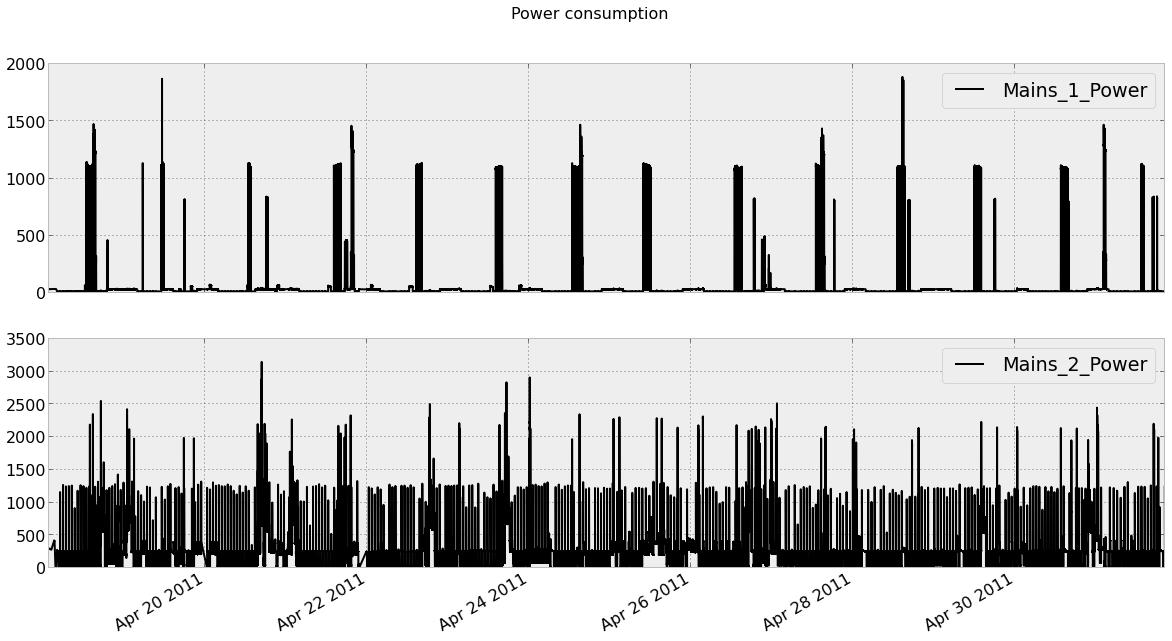 Power consumption
2000
1500
1000
500
0
Mains_1_Power
3500
3000
2500
2000
1500
1000
500
0
Mains_2_Power
Apr 20 2011
Apr 22 2011
Apr 24 2011
Apr 26 2011
Apr 28 2011
Apr 30 2011